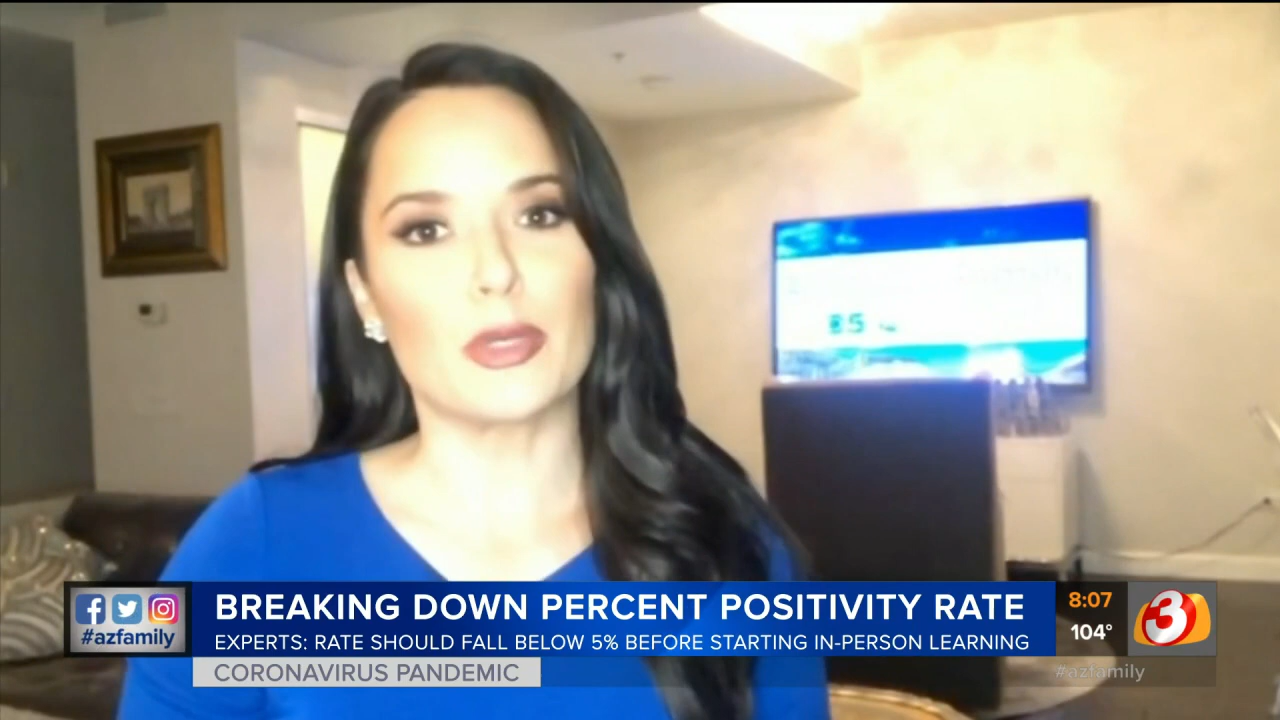 85
#azfamily
BREAKING DOWN PERCENT POSITIVITY RATE
EXPERTS: RATE SHOULD FALL BELOW 5% BEFORE STARTING IN-PERSON LEARNING
CORONAVIRUS PANDEMIC
8:07
104°
3
#azfamily